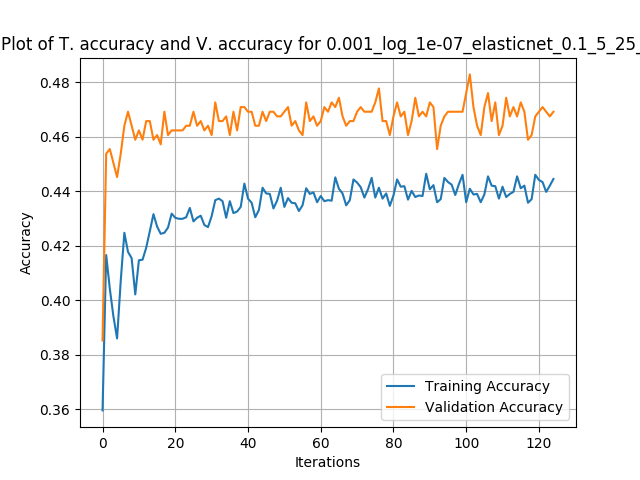 Plot of T. accuracy and V. accuracy for 0.001_log_1e-07_elasticnet_0.1_5_25_
0.48
0.46
0.44
0.42
0.40
0.38
0.36
Accuracy
Training Accuracy
Validation Accuracy
0 20 40 60 80 100 120
Iterations